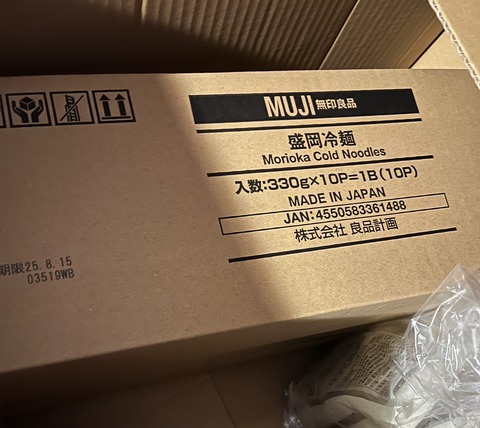 MUJI 無印良品
盛岡冷麺
Morioka Cold Noodles
入数:330g×10P=1B(10P)
MADE IN JAPAN
JAN:4550583361488
株式会社 良品計画
期限25.8.15
03519WB